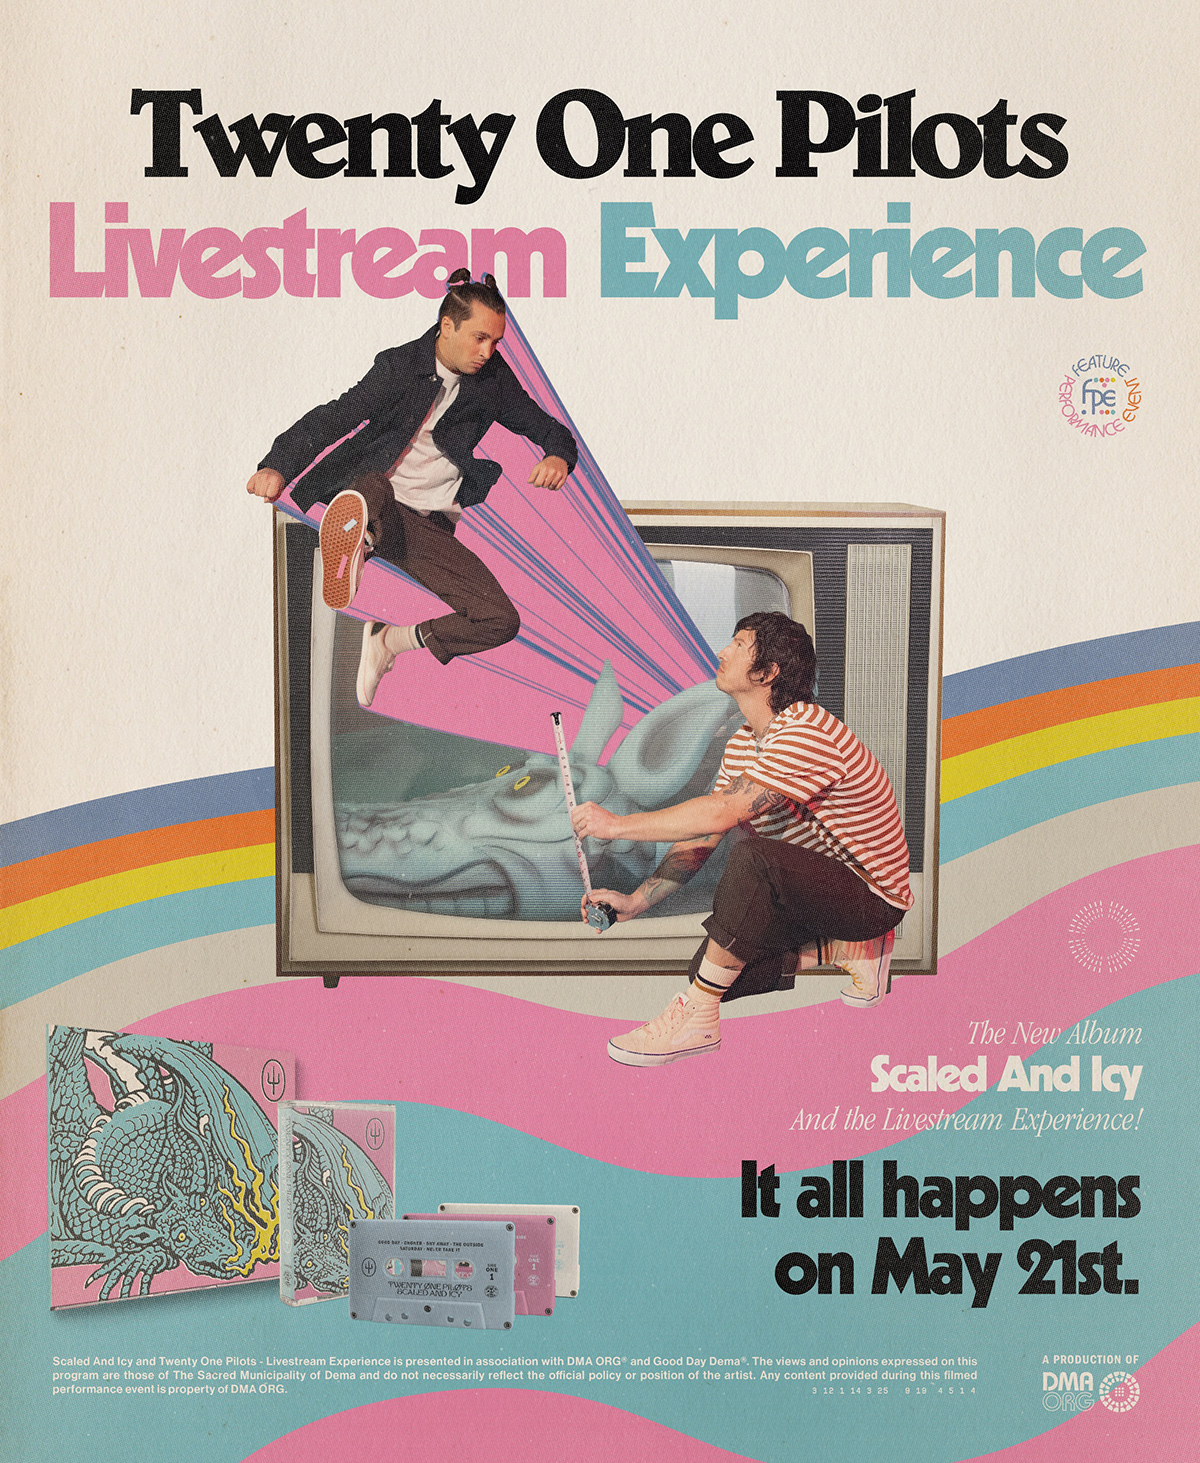 Twenty One Pilots
Livestream Experience
FEATURE PERFORMANCE EVENT
fpe
The New Album
Scaled And Icy
And the Livestream Experience!
It all happens
on May 21st.
GOOD DAY - CHOKER - SHY AWAY - THE OUTSIDE
SATURDAY - NEVER TAKE IT
SIDE
ONE
1
TWENTY ØNE PILØTS
SCALED AND ICY
Scaled And Icy and Twenty One Pilots - Livestream Experience is presented in association with DMA ORG® and Good Day Dema®. The views and opinions expressed on this
program are those of The Sacred Municipality of Dema and do not necessarily reflect the official policy or position of the artist. Any content provided during this filmed
performance event is property of DMA ORG.
3 12 1 14 3 25 9 19 4 5 1 4
A PRODUCTION OF
DMA
ORG